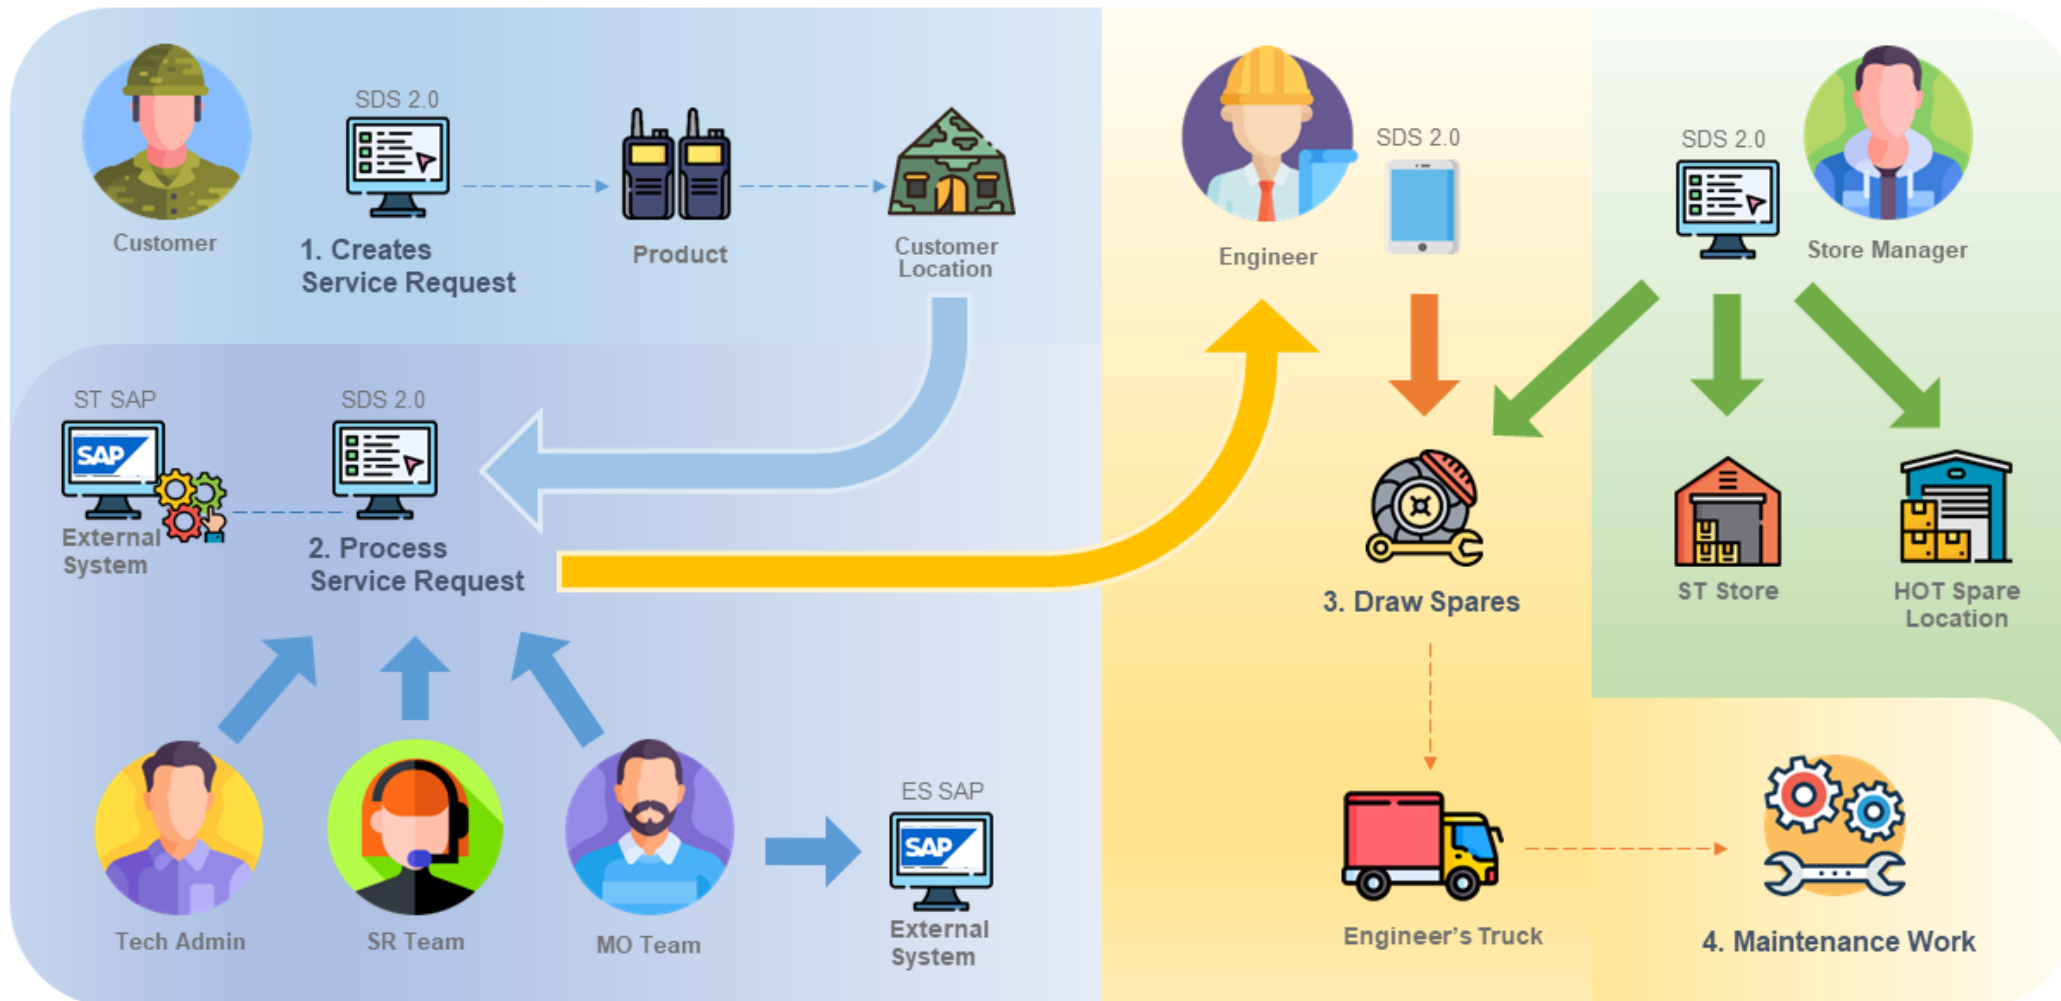 SDS 2.0
Customer
1. Creates
Service Request
Product
Customer
Location
SDS 2.0
Engineer
SDS 2.0
Store Manager
ST SAP
SAP
External
System
SDS 2.0
2. Process
Service Request
3. Draw Spares
ST Store
HOT Spare
Location
Tech Admin
SR Team
MO Team
ES SAP
SAP
External
System
Engineer's Truck
4. Maintenance Work